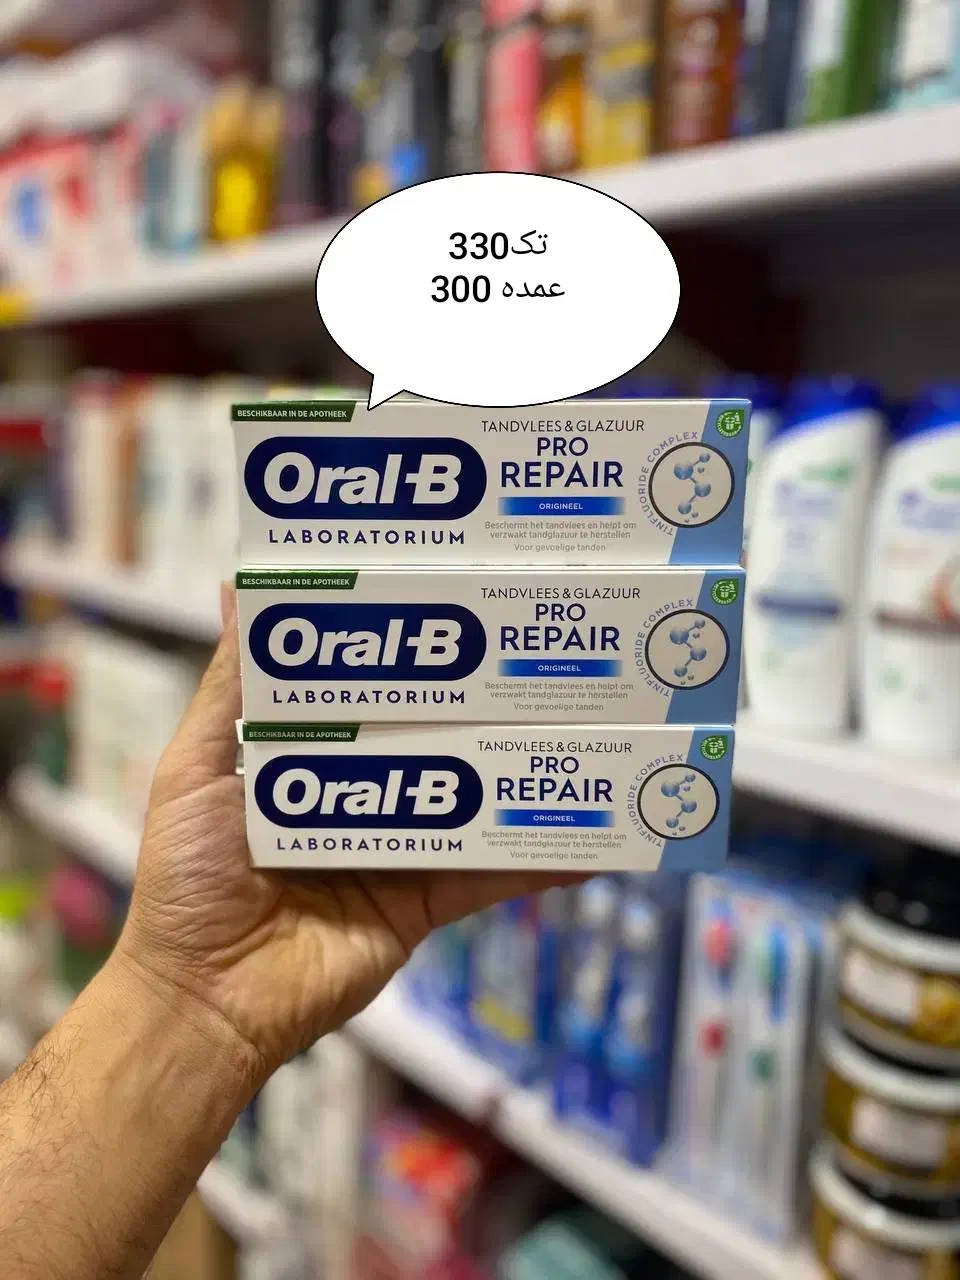 تک330
عمده 300
BESCHIKBAAR IN DE APOTHEEK
Oral-B
LABORATORIUM
TANDVLEES & GLAZUUR
PRO
REPAIR
ORIGINEEL
Beschermt het tandvlees en helpt om
verzwakt tandglazuur te herstellen
Voor gevoelige tanden
TINFLUORIDE COMPLEX
BESCHIKBAAR IN DE APOTHEEK
Oral-B
LABORATORIUM
TANDVLEES & GLAZUUR
PRO
REPAIR
ORIGINEEL
Beschermt het tandvlees en helpt om
verzwakt tandglazuur te herstellen
Voor gevoelige tanden
TINFLUORIDE COMPLEX
BESCHIKBAAR IN DE APOTHEEK
Oral-B
LABORATORIUM
TANDVLEES & GLAZUUR
PRO
REPAIR
ORIGINEEL
Beschermt het tandvlees en helpt om
verzwakt tandglazuur te herstellen
Voor gevoelige tanden
TINFLUORIDE COMPLEX